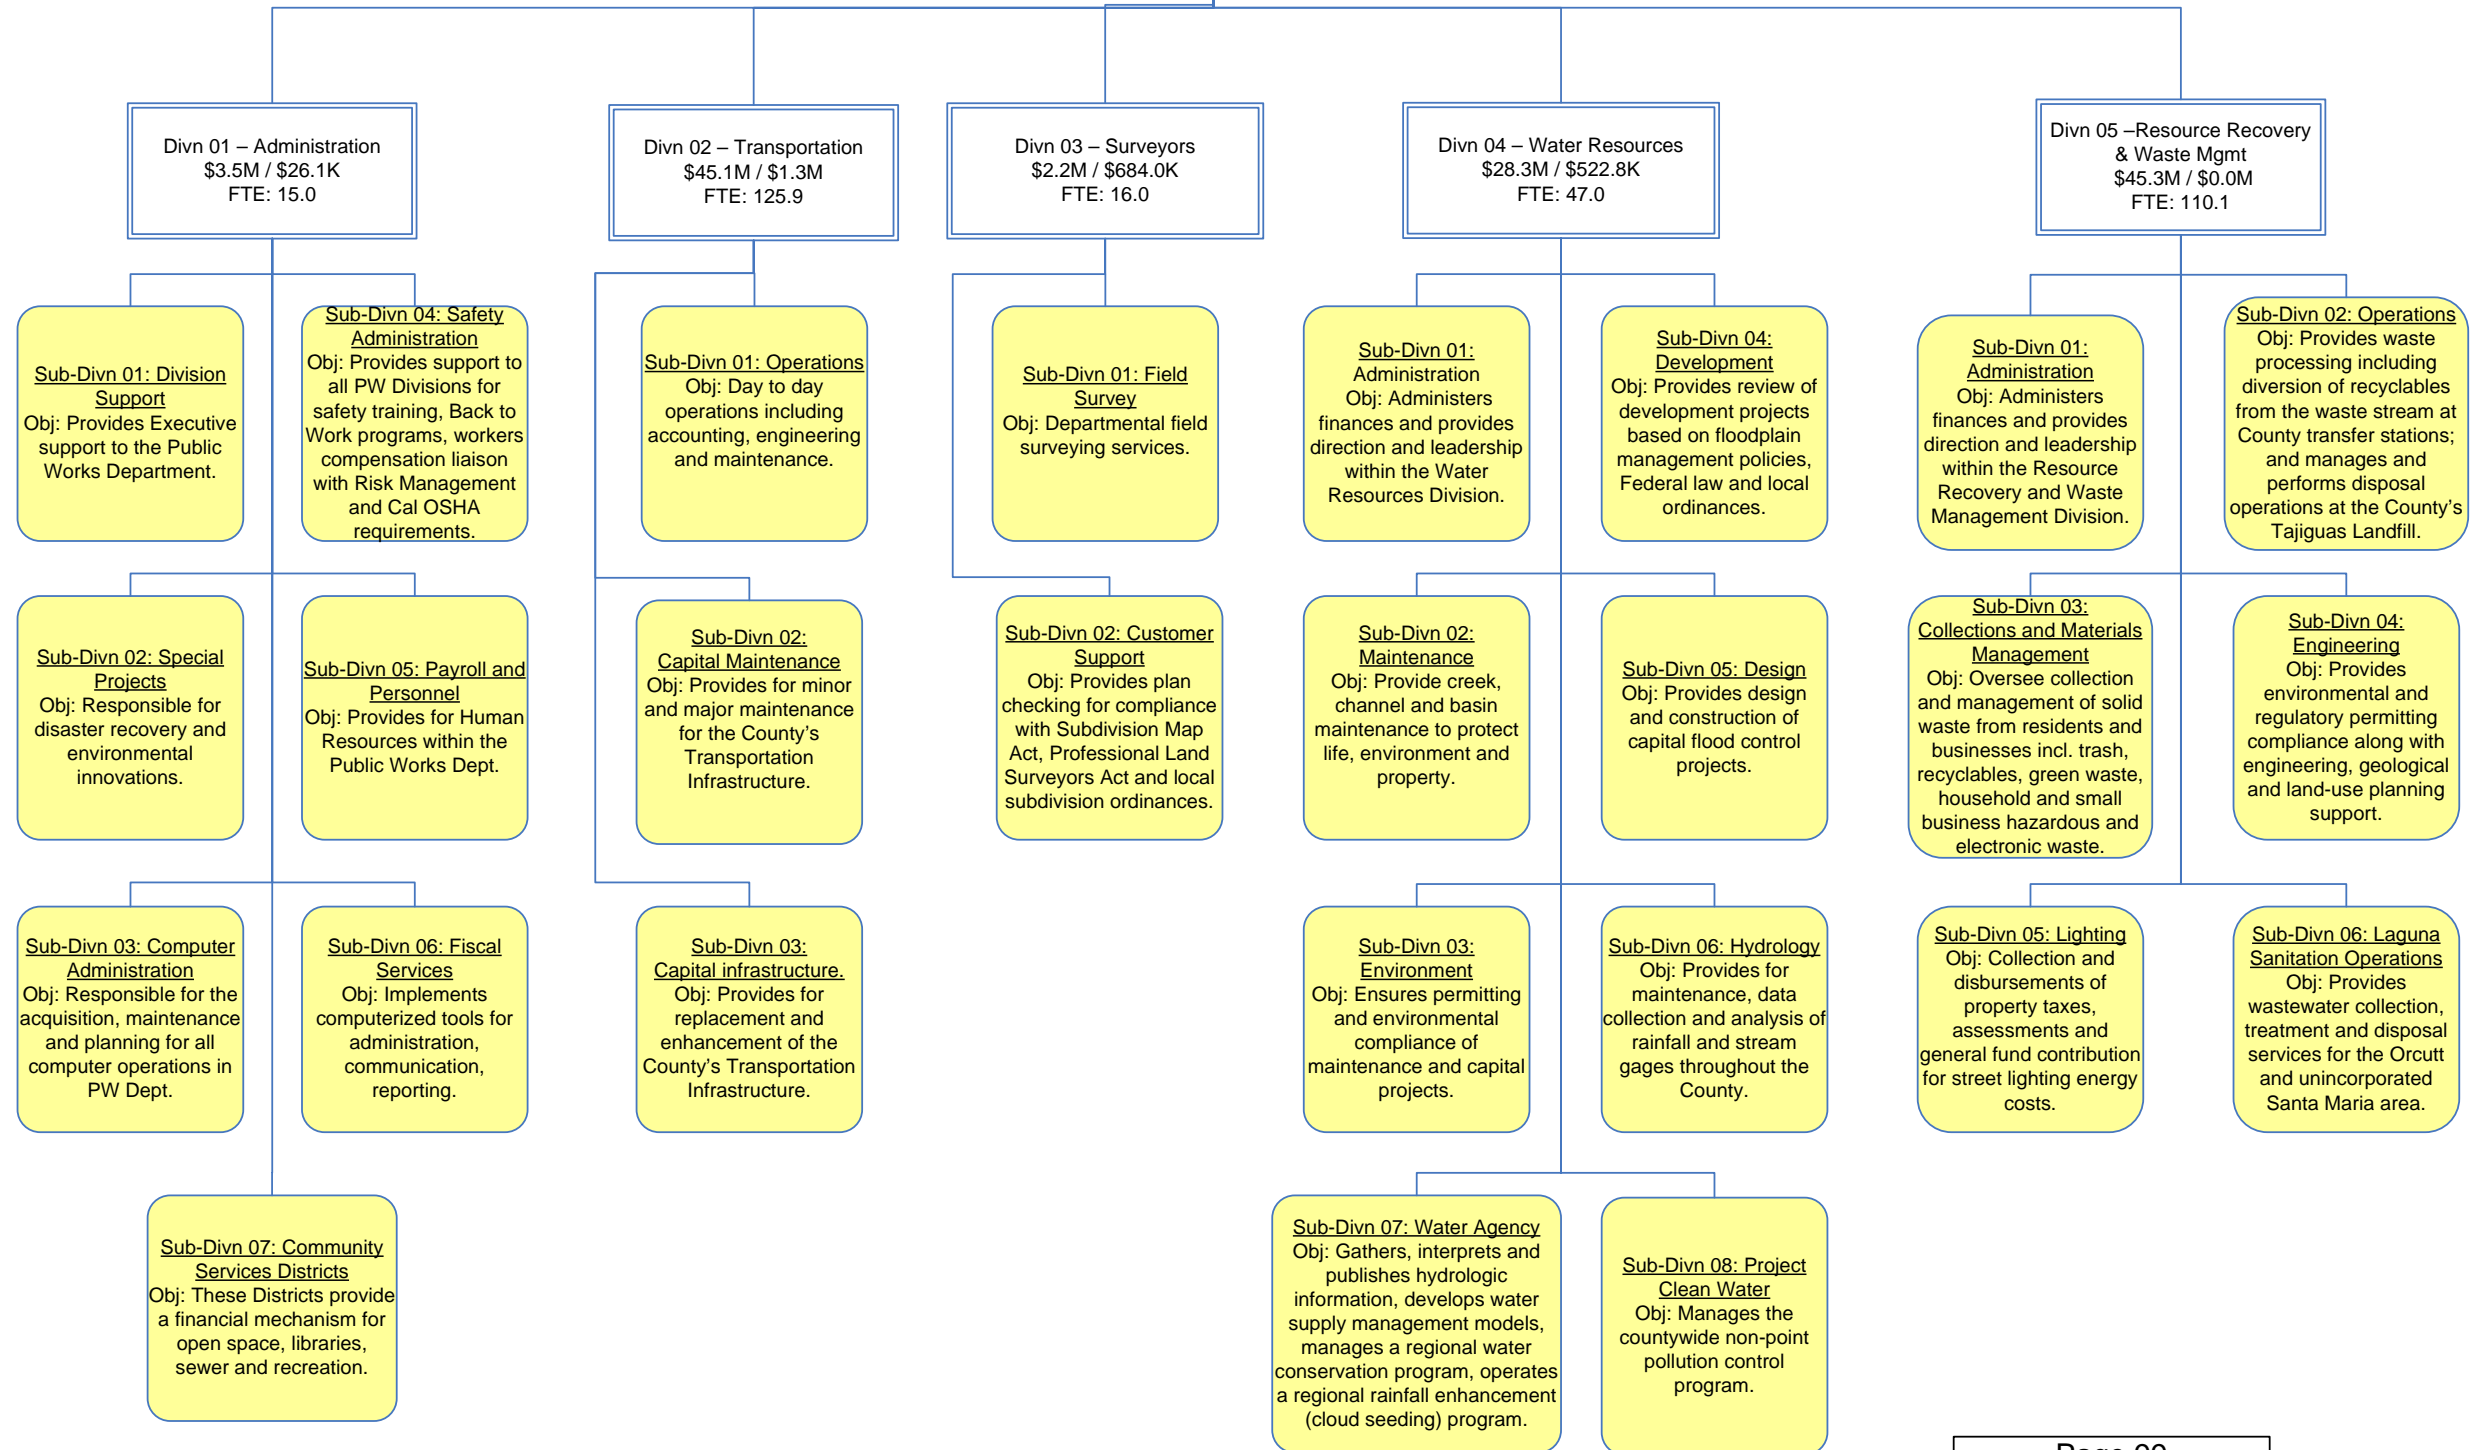 Divn 01 – Administration
$3.5M / $26.1K
FTE: 15.0
Divn 02 – Transportation
$45.1M / $1.3M
FTE: 125.9
Divn 03 – Surveyors
$2.2M / $684.0K
FTE: 16.0
Divn 04 – Water Resources
$28.3M / $522.8K
FTE: 47.0
Divn 05 –Resource Recovery
& Waste Mgmt
$45.3M / $0.0M
FTE: 110.1
Sub-Divn 01: Division
Support
Obj: Provides Executive
support to the Public
Works Department.
Sub-Divn 04: Safety
Administration
Obj: Provides support to
all PW Divisions for
safety training, Back to
Work programs, workers
compensation liaison
with Risk Management
and Cal OSHA
requirements.
Sub-Divn 01: Operations
Obj: Day to day
operations including
accounting, engineering
and maintenance.
Sub-Divn 01: Field
Survey
Obj: Departmental field
surveying services.
Sub-Divn 01:
Administration
Obj: Administers
finances and provides
direction and leadership
within the Water
Resources Division.
Sub-Divn 04:
Development
Obj: Provides review of
development projects
based on floodplain
management policies,
Federal law and local
ordinances.
Sub-Divn 01:
Administration
Obj: Administers
finances and provides
direction and leadership
within the Resource
Recovery and Waste
Management Division.
Sub-Divn 02: Operations
Obj: Provides waste
processing including
diversion of recyclables
from the waste stream at
County transfer stations;
and manages and
performs disposal
operations at the County’s
Tajiguas Landfill.
Sub-Divn 02: Special
Projects
Obj: Responsible for
disaster recovery and
environmental
innovations.
Sub-Divn 05: Payroll and
Personnel
Obj: Provides for Human
Resources within the
Public Works Dept.
Sub-Divn 02:
Capital Maintenance
Obj: Provides for minor
and major maintenance
for the County’s
Transportation
Infrastructure.
Sub-Divn 02: Customer
Support
Obj: Provides plan
checking for compliance
with Subdivision Map
Act, Professional Land
Surveyors Act and local
subdivision ordinances.
Sub-Divn 02:
Maintenance
Obj: Provide creek,
channel and basin
maintenance to protect
life, environment and
property.
Sub-Divn 05: Design
Obj: Provides design
and construction of
capital flood control
projects.
Sub-Divn 03:
Collections and Materials
Management
Obj: Oversee collection
and management of solid
waste from residents and
businesses incl. trash,
recyclables, green waste,
household and small
business hazardous and
electronic waste.
Sub-Divn 04:
Engineering
Obj: Provides
environmental and
regulatory permitting
compliance along with
engineering, geological
and land-use planning
support.
Sub-Divn 03: Computer
Administration
Obj: Responsible for the
acquisition, maintenance
and planning for all
computer operations in
PW Dept.
Sub-Divn 06: Fiscal
Services
Obj: Implements
computerized tools for
administration,
communication,
reporting.
Sub-Divn 03:
Capital infrastructure.
Obj: Provides for
replacement and
enhancement of the
County’s Transportation
Infrastructure.
Sub-Divn 03:
Environment
Obj: Ensures permitting
and environmental
compliance of
maintenance and capital
projects.
Sub-Divn 06: Hydrology
Obj: Provides for
maintenance, data
collection and analysis of
rainfall and stream
gages throughout the
County.
Sub-Divn 05: Lighting
Obj: Collection and
disbursements of
property taxes,
assessments and
general fund contribution
for street lighting energy
costs.
Sub-Divn 06: Laguna
Sanitation Operations
Obj: Provides
wastewater collection,
treatment and disposal
services for the Orcutt
and unincorporated
Santa Maria area.
Sub-Divn 07: Community
Services Districts
Obj: These Districts provide
a financial mechanism for
open space, libraries,
sewer and recreation.
Sub-Divn 07: Water Agency
Obj: Gathers, interprets and
publishes hydrologic
information, develops water
supply management models,
manages a regional water
conservation program, operates
a regional rainfall enhancement
(cloud seeding) program.
Sub-Divn 08: Project
Clean Water
Obj: Manages the
countywide non-point
pollution control
program.
Page